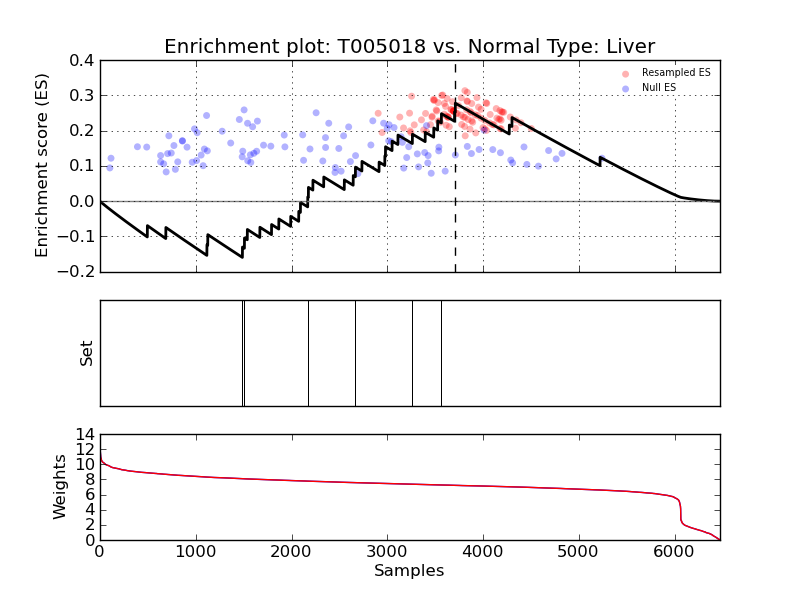 Enrichment plot: T005018 vs. Normal Type: Liver
Enrichment score (ES)
0.4
0.3
0.2
0.1
0.0
−0.1
−0.2
Resampled ES
Null ES
Set
Weights
14
12
10
8
6
4
2
0
0 1000 2000 3000 4000 5000 6000
Samples